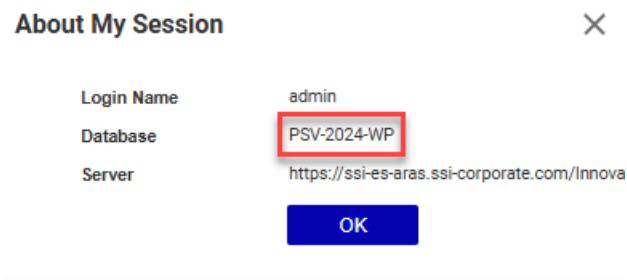 About My Session
Login Name admin
Database PSV-2024-WP
Server https://ssi-es-aras.ssi-corporate.com/Innova
OK